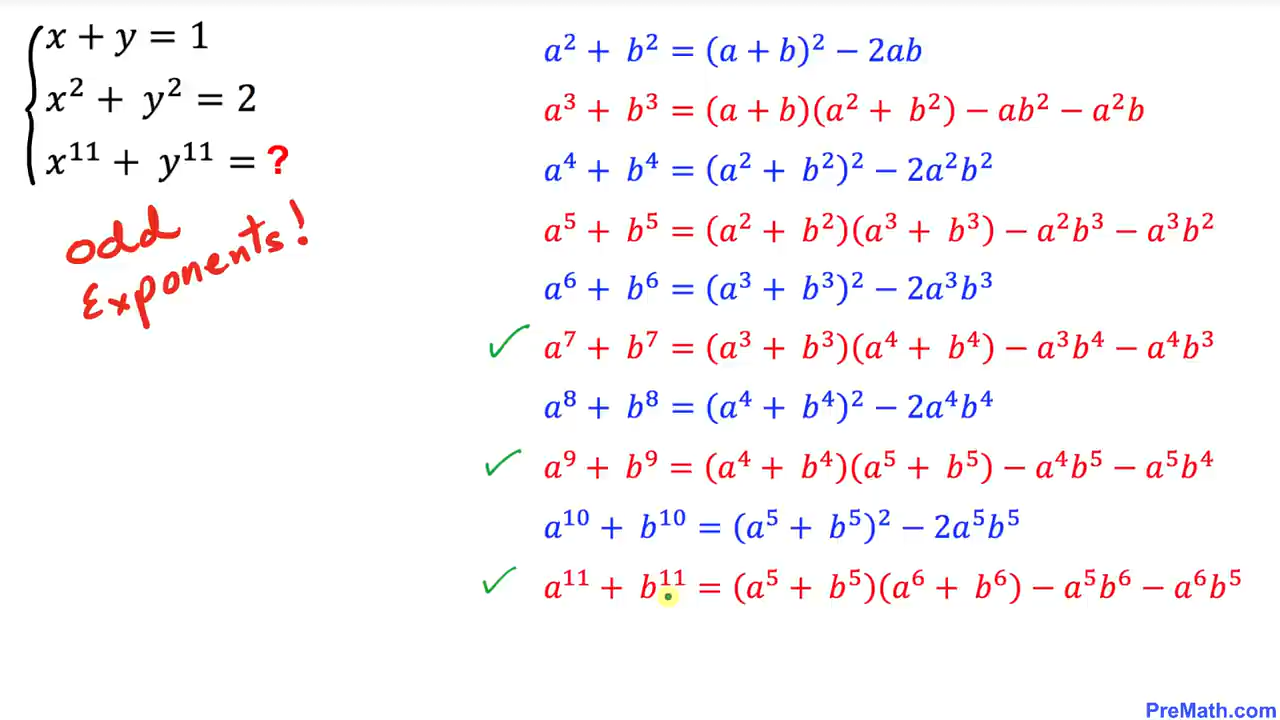 x + y = 1
x² + y² = 2
x¹¹ + y¹¹ = ?
odd
Exponents!
a² + b² = (a + b)² − 2ab
a³ + b³ = (a + b)(a² + b²) − ab² − a²b
a⁴ + b⁴ = (a² + b²)² − 2a²b²
a⁵ + b⁵ = (a² + b²)(a³ + b³) − a²b³ − a³b²
a⁶ + b⁶ = (a³ + b³)² − 2a³b³
a⁷ + b⁷ = (a³ + b³)(a⁴ + b⁴) − a³b⁴ − a⁴b³
a⁸ + b⁸ = (a⁴ + b⁴)² − 2a⁴b⁴
a⁹ + b⁹ = (a⁴ + b⁴)(a⁵ + b⁵) − a⁴b⁵ − a⁵b⁴
a¹⁰ + b¹⁰ = (a⁵ + b⁵)² − 2a⁵b⁵
a¹¹ + b¹¹ = (a⁵ + b⁵)(a⁶ + b⁶) − a⁵b⁶ − a⁶b⁵
PreMath.com